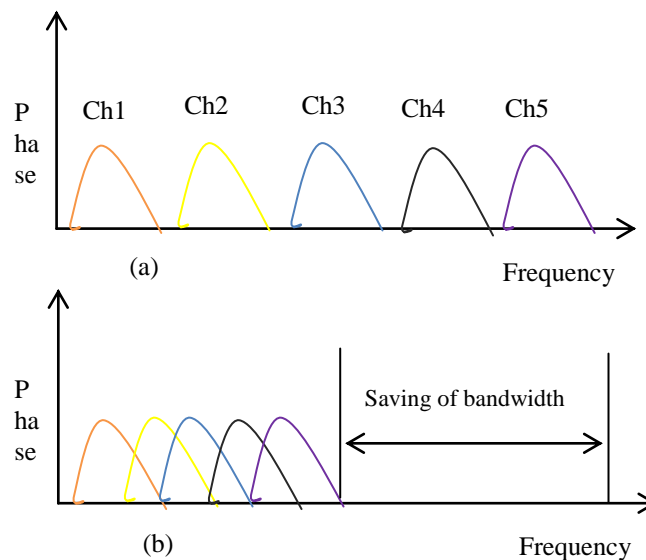 Ch1 Ch2 Ch3 Ch4 Ch5
P
ha
se
(a)
Frequency
P
ha
se
Saving of bandwidth
(b)
Frequency